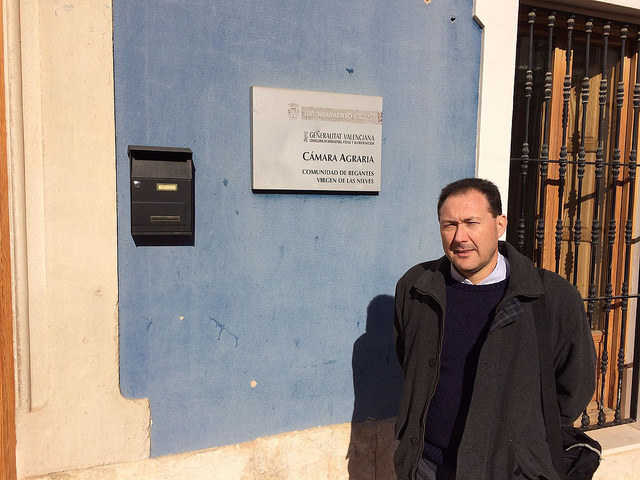 GENERALITAT VALENCIANA
CÁMARA AGRARIA
COMUNIDAD DE REGANTES
VIRGEN DE LAS NIEVES